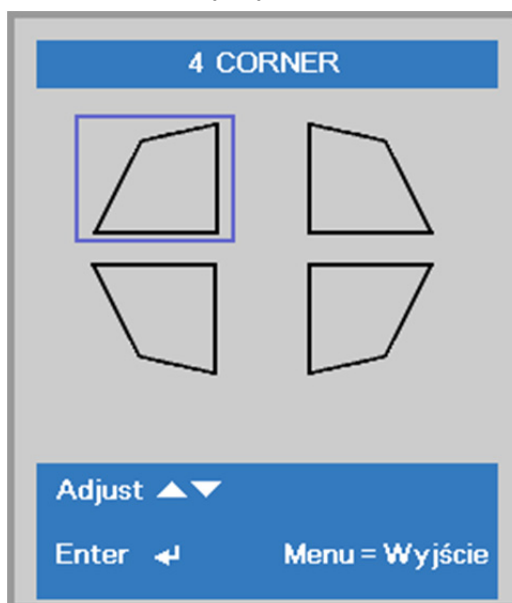 4 CORNER
Adjust ▲▼
Enter ↵ Menu = Wyjście